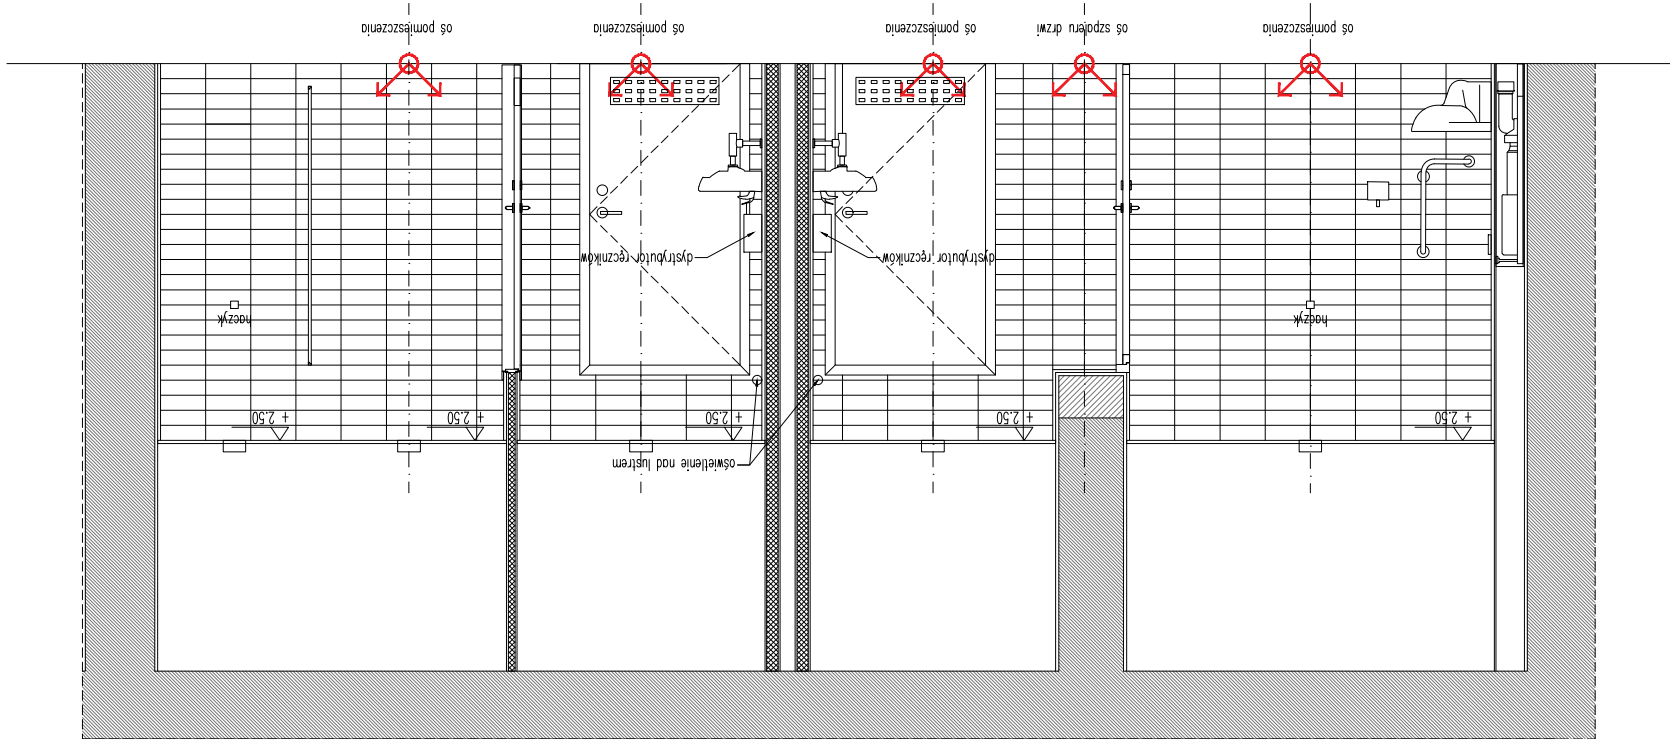 oświetlenie nad lustrem
+ 2.50
+ 2.50
+ 2.50
+ 2.50
+ 2.50
haczyk
haczyk
dystrybutor ręczników
dystrybutor ręczników
oś pomieszczenia
oś szpaleru drzwi
oś pomieszczenia
oś pomieszczenia
oś pomieszczenia